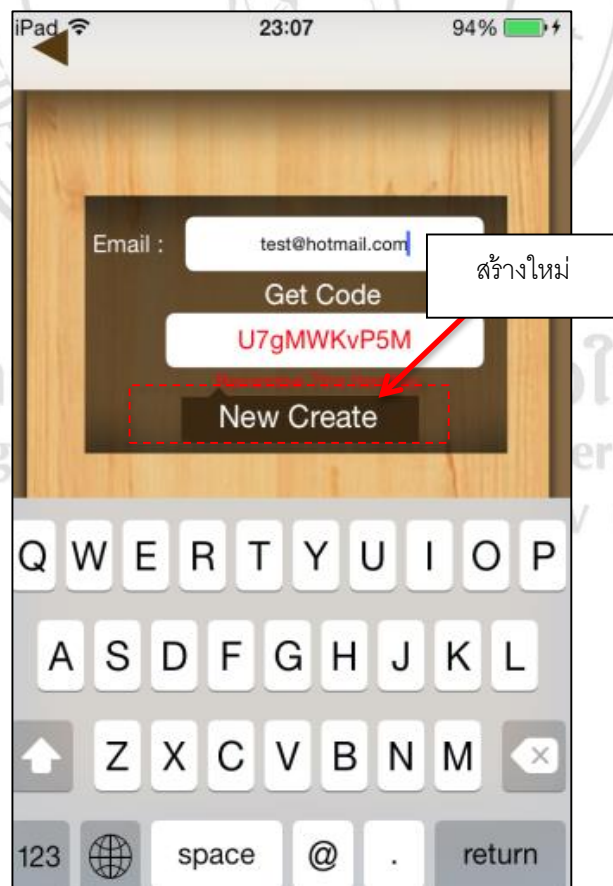 iPad 23:07 94%
Email : test@hotmail.com
สร้างใหม่
Get Code
U7gMWKvP5M
New Create
Q W E R T Y U I O P
A S D F G H J K L
Z X C V B N M
123 space @ . return